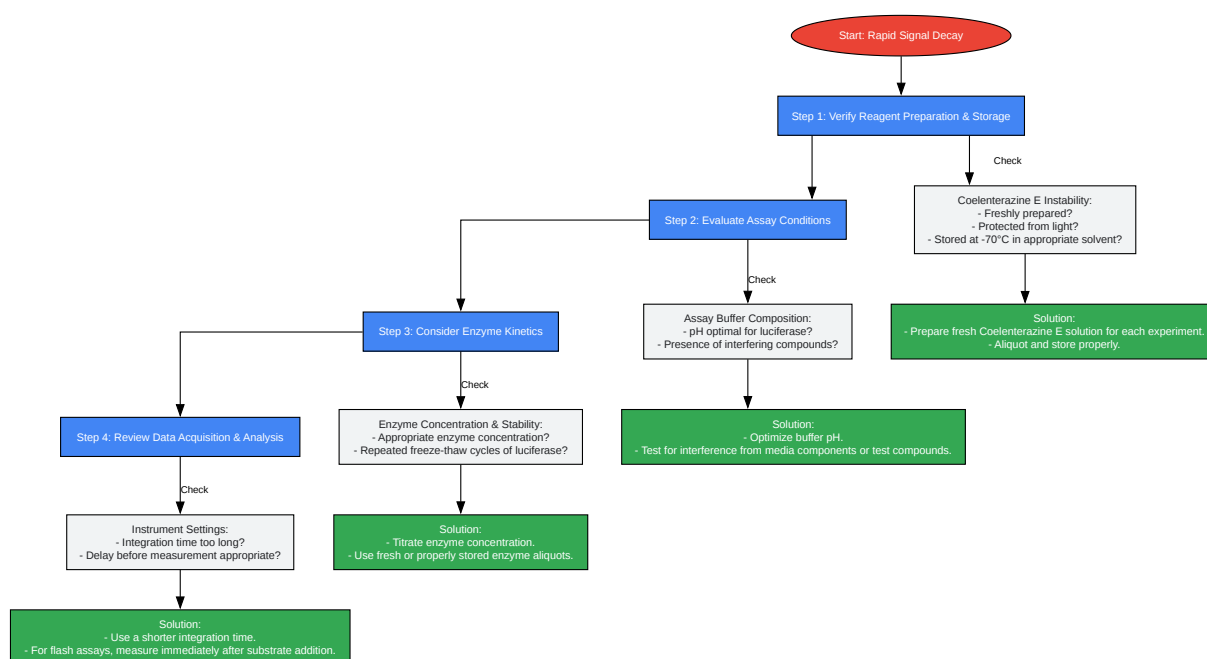 Start: Rapid Signal Decay
Step 1: Verify Reagent Preparation & Storage
Check
Coelenterazine E Instability:
- Freshly prepared?
- Protected from light?
- Stored at -70°C in appropriate solvent?
Solution:
- Prepare fresh Coelenterazine E solution for each experiment.
- Aliquot and store properly.
Step 2: Evaluate Assay Conditions
Check
Assay Buffer Composition:
- pH optimal for luciferase?
- Presence of interfering compounds?
Solution:
- Optimize buffer pH.
- Test for interference from media components or test compounds.
Step 3: Consider Enzyme Kinetics
Check
Enzyme Concentration & Stability:
- Appropriate enzyme concentration?
- Repeated freeze-thaw cycles of luciferase?
Solution:
- Titrate enzyme concentration.
- Use fresh or properly stored enzyme aliquots.
Step 4: Review Data Acquisition & Analysis
Check
Instrument Settings:
- Integration time too long?
- Delay before measurement appropriate?
Solution:
- Use a shorter integration time.
- For flash assays, measure immediately after substrate addition.